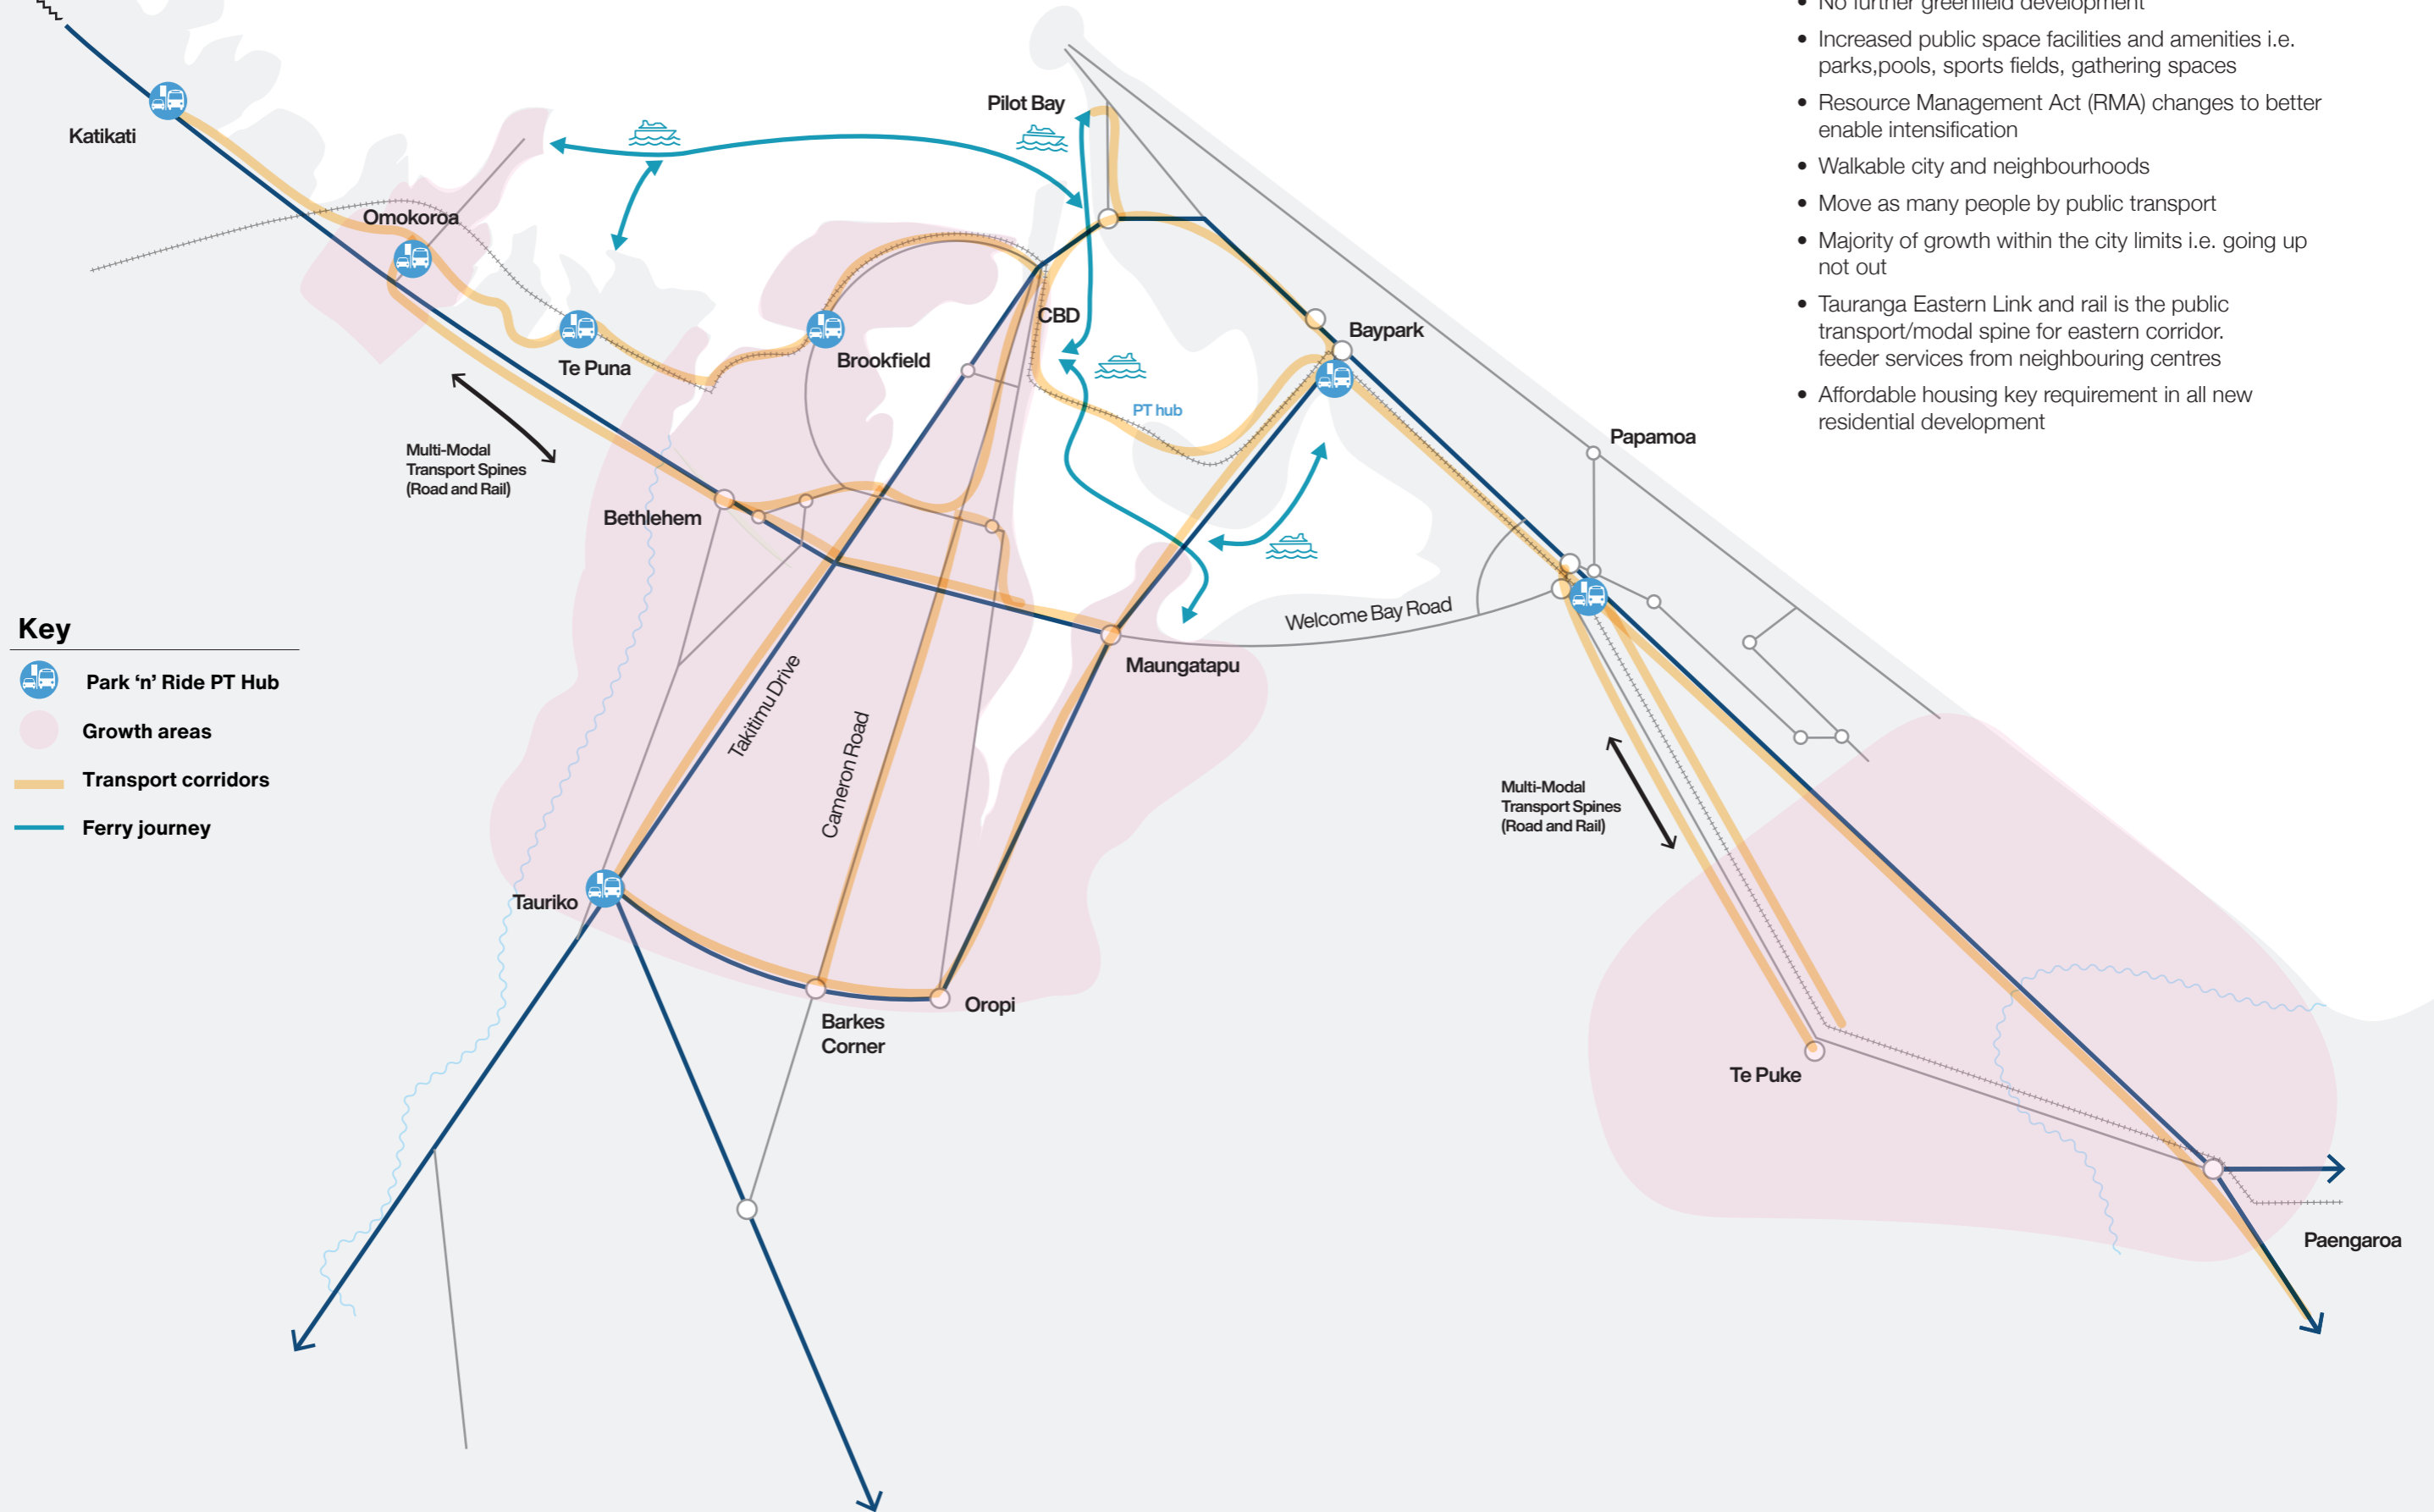 • No further greenfield development
• Increased public space facilities and amenities i.e.
parks,pools, sports fields, gathering spaces
• Resource Management Act (RMA) changes to better
enable intensification
• Walkable city and neighbourhoods
• Move as many people by public transport
• Majority of growth within the city limits i.e. going up
not out
• Tauranga Eastern Link and rail is the public
transport/modal spine for eastern corridor.
feeder services from neighbouring centres
• Affordable housing key requirement in all new
residential development
Pilot Bay
Katikati
Omokoroa
CBD
Baypark
Te Puna
Brookfield
PT hub
Papamoa
Multi-Modal
Transport Spines
(Road and Rail)
Bethlehem
Welcome Bay Road
Maungatapu
Key
Park ‘n’ Ride PT Hub
Growth areas
Transport corridors
Ferry journey
Takitimu Drive
Cameron Road
Multi-Modal
Transport Spines
(Road and Rail)
Tauriko
Oropi
Barkes
Corner
Te Puke
Paengaroa